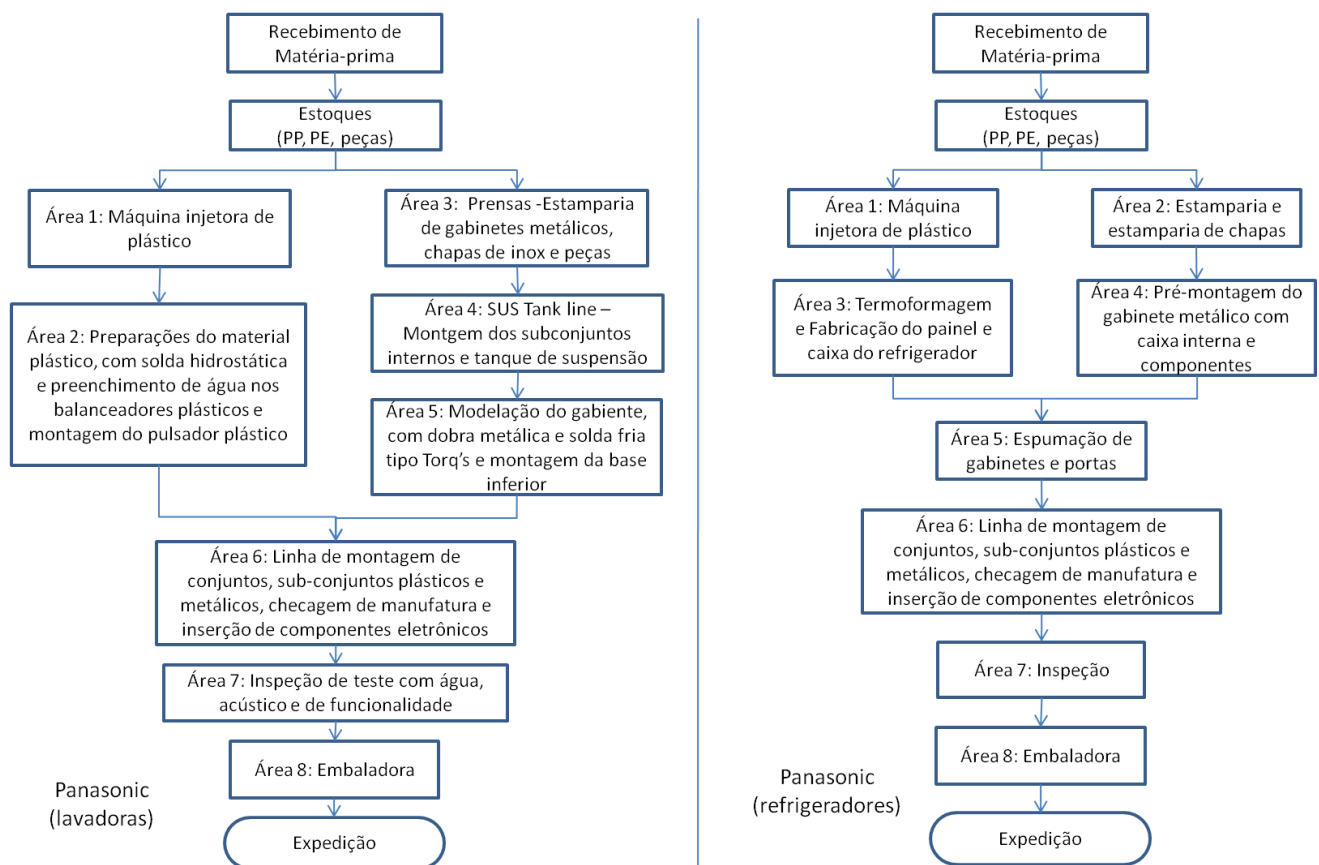 Recebimento de
Matéria-prima
Estoques
(PP, PE, peças)
Área 1: Máquina injetora de
plástico
Área 3:  Prensas -Estamparia
de gabinetes metálicos,
chapas de inox e peças
Área 2: Preparações do material
plástico, com solda hidrostática
e preenchimento de água nos
balanceadores plásticos e
montagem do pulsador plástico
Área 4: SUS Tank line –
Montgem dos subconjuntos
internos e tanque de suspensão
Área 5: Modelação do gabiente,
com dobra metálica e solda fria
tipo Torq’s e montagem da base
inferior
Área 6: Linha de montagem de
conjuntos, sub-conjuntos plásticos e
metálicos, checagem de manufatura e
inserção de componentes eletrônicos
Área 7: Inspeção de teste com água,
acústico e de funcionalidade
Área 8: Embaladora
Expedição
Panasonic
(lavadoras)
Recebimento de
Matéria-prima
Estoques
(PP, PE, peças)
Área 1: Máquina
injetora de plástico
Área 2: Estamparia e
estamparia de chapas
Área 3: Termoformagem
e Fabricação do painel e
caixa do refrigerador
Área 4: Pré-montagem do
gabinete metálico com
caixa interna e
componentes
Área 5: Espumação de
gabinetes e portas
Área 6: Linha de montagem de
conjuntos, sub-conjuntos plásticos e
metálicos, checagem de manufatura e
inserção de componentes eletrônicos
Área 7: Inspeção
Área 8: Embaladora
Expedição
Panasonic
(refrigeradores)